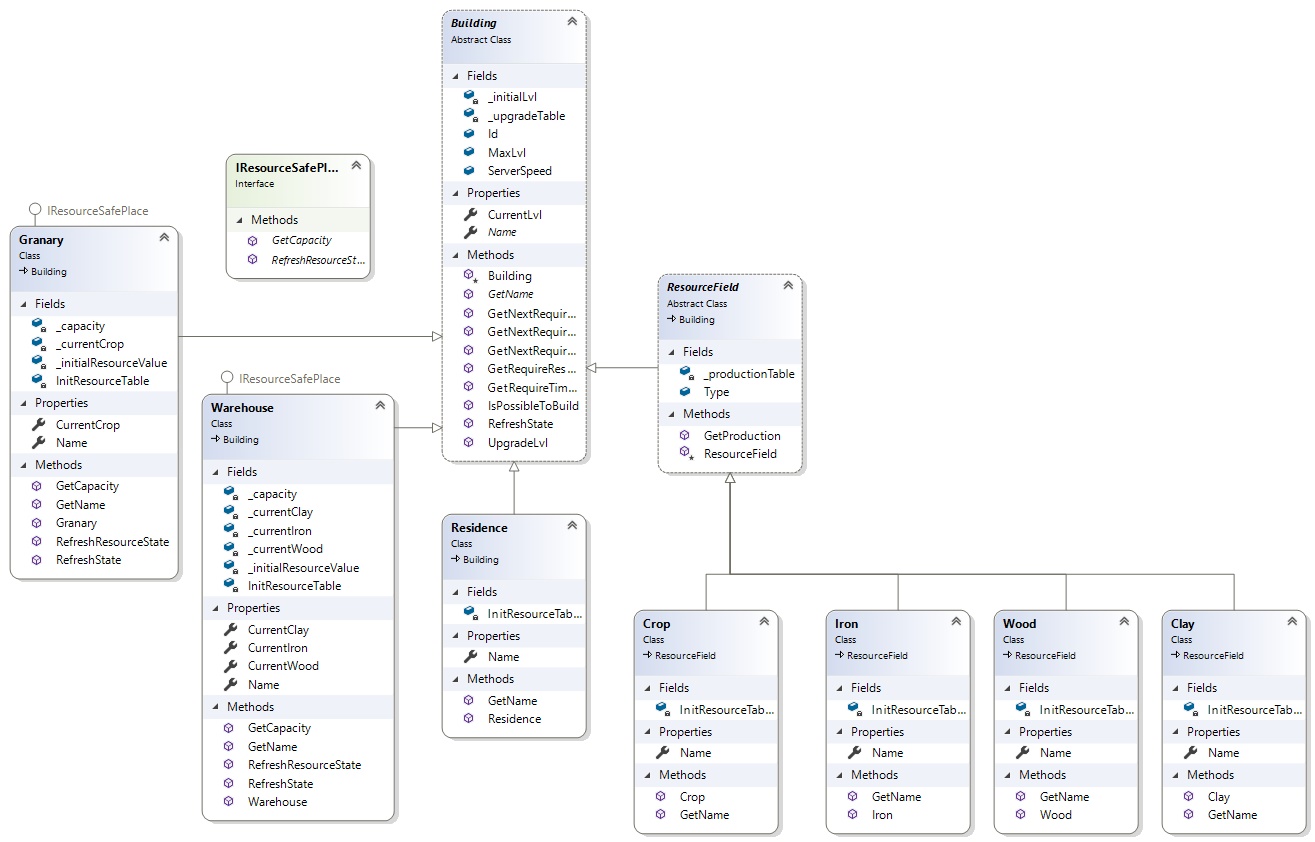 Building
Abstract Class
Fields
_initialLvl
_upgradeTable
Id
MaxLvl
ServerSpeed
Properties
CurrentLvl
Name
Methods
Building
GetName
GetNextRequir...
GetNextRequir...
GetNextRequir...
GetRequireRes...
GetRequireTim...
IsPossibleToBuild
RefreshState
UpgradeLvl
IResourceSafePl...
Interface
Methods
GetCapacity
RefreshResourceSt...
IResourceSafePlace
Granary
Class
Building
Fields
_capacity
_currentCrop
_initialResourceValue
InitResourceTable
Properties
CurrentCrop
Name
Methods
GetCapacity
GetName
Granary
RefreshResourceState
RefreshState
IResourceSafePlace
Warehouse
Class
Building
Fields
_capacity
_currentClay
_currentIron
_currentWood
_initialResourceValue
InitResourceTable
Properties
CurrentClay
CurrentIron
CurrentWood
Name
Methods
GetCapacity
GetName
RefreshResourceState
RefreshState
Warehouse
Residence
Class
Building
Fields
InitResourceTab...
Properties
Name
Methods
GetName
Residence
ResourceField
Abstract Class
Building
Fields
_productionTable
Type
Methods
GetProduction
ResourceField
Crop
Class
ResourceField
Fields
InitResourceTab...
Properties
Name
Methods
Crop
GetName
Iron
Class
ResourceField
Fields
InitResourceTab...
Properties
Name
Methods
GetName
Iron
Wood
Class
ResourceField
Fields
InitResourceTab...
Properties
Name
Methods
GetName
Wood
Clay
Class
ResourceField
Fields
InitResourceTab...
Properties
Name
Methods
Clay
GetName